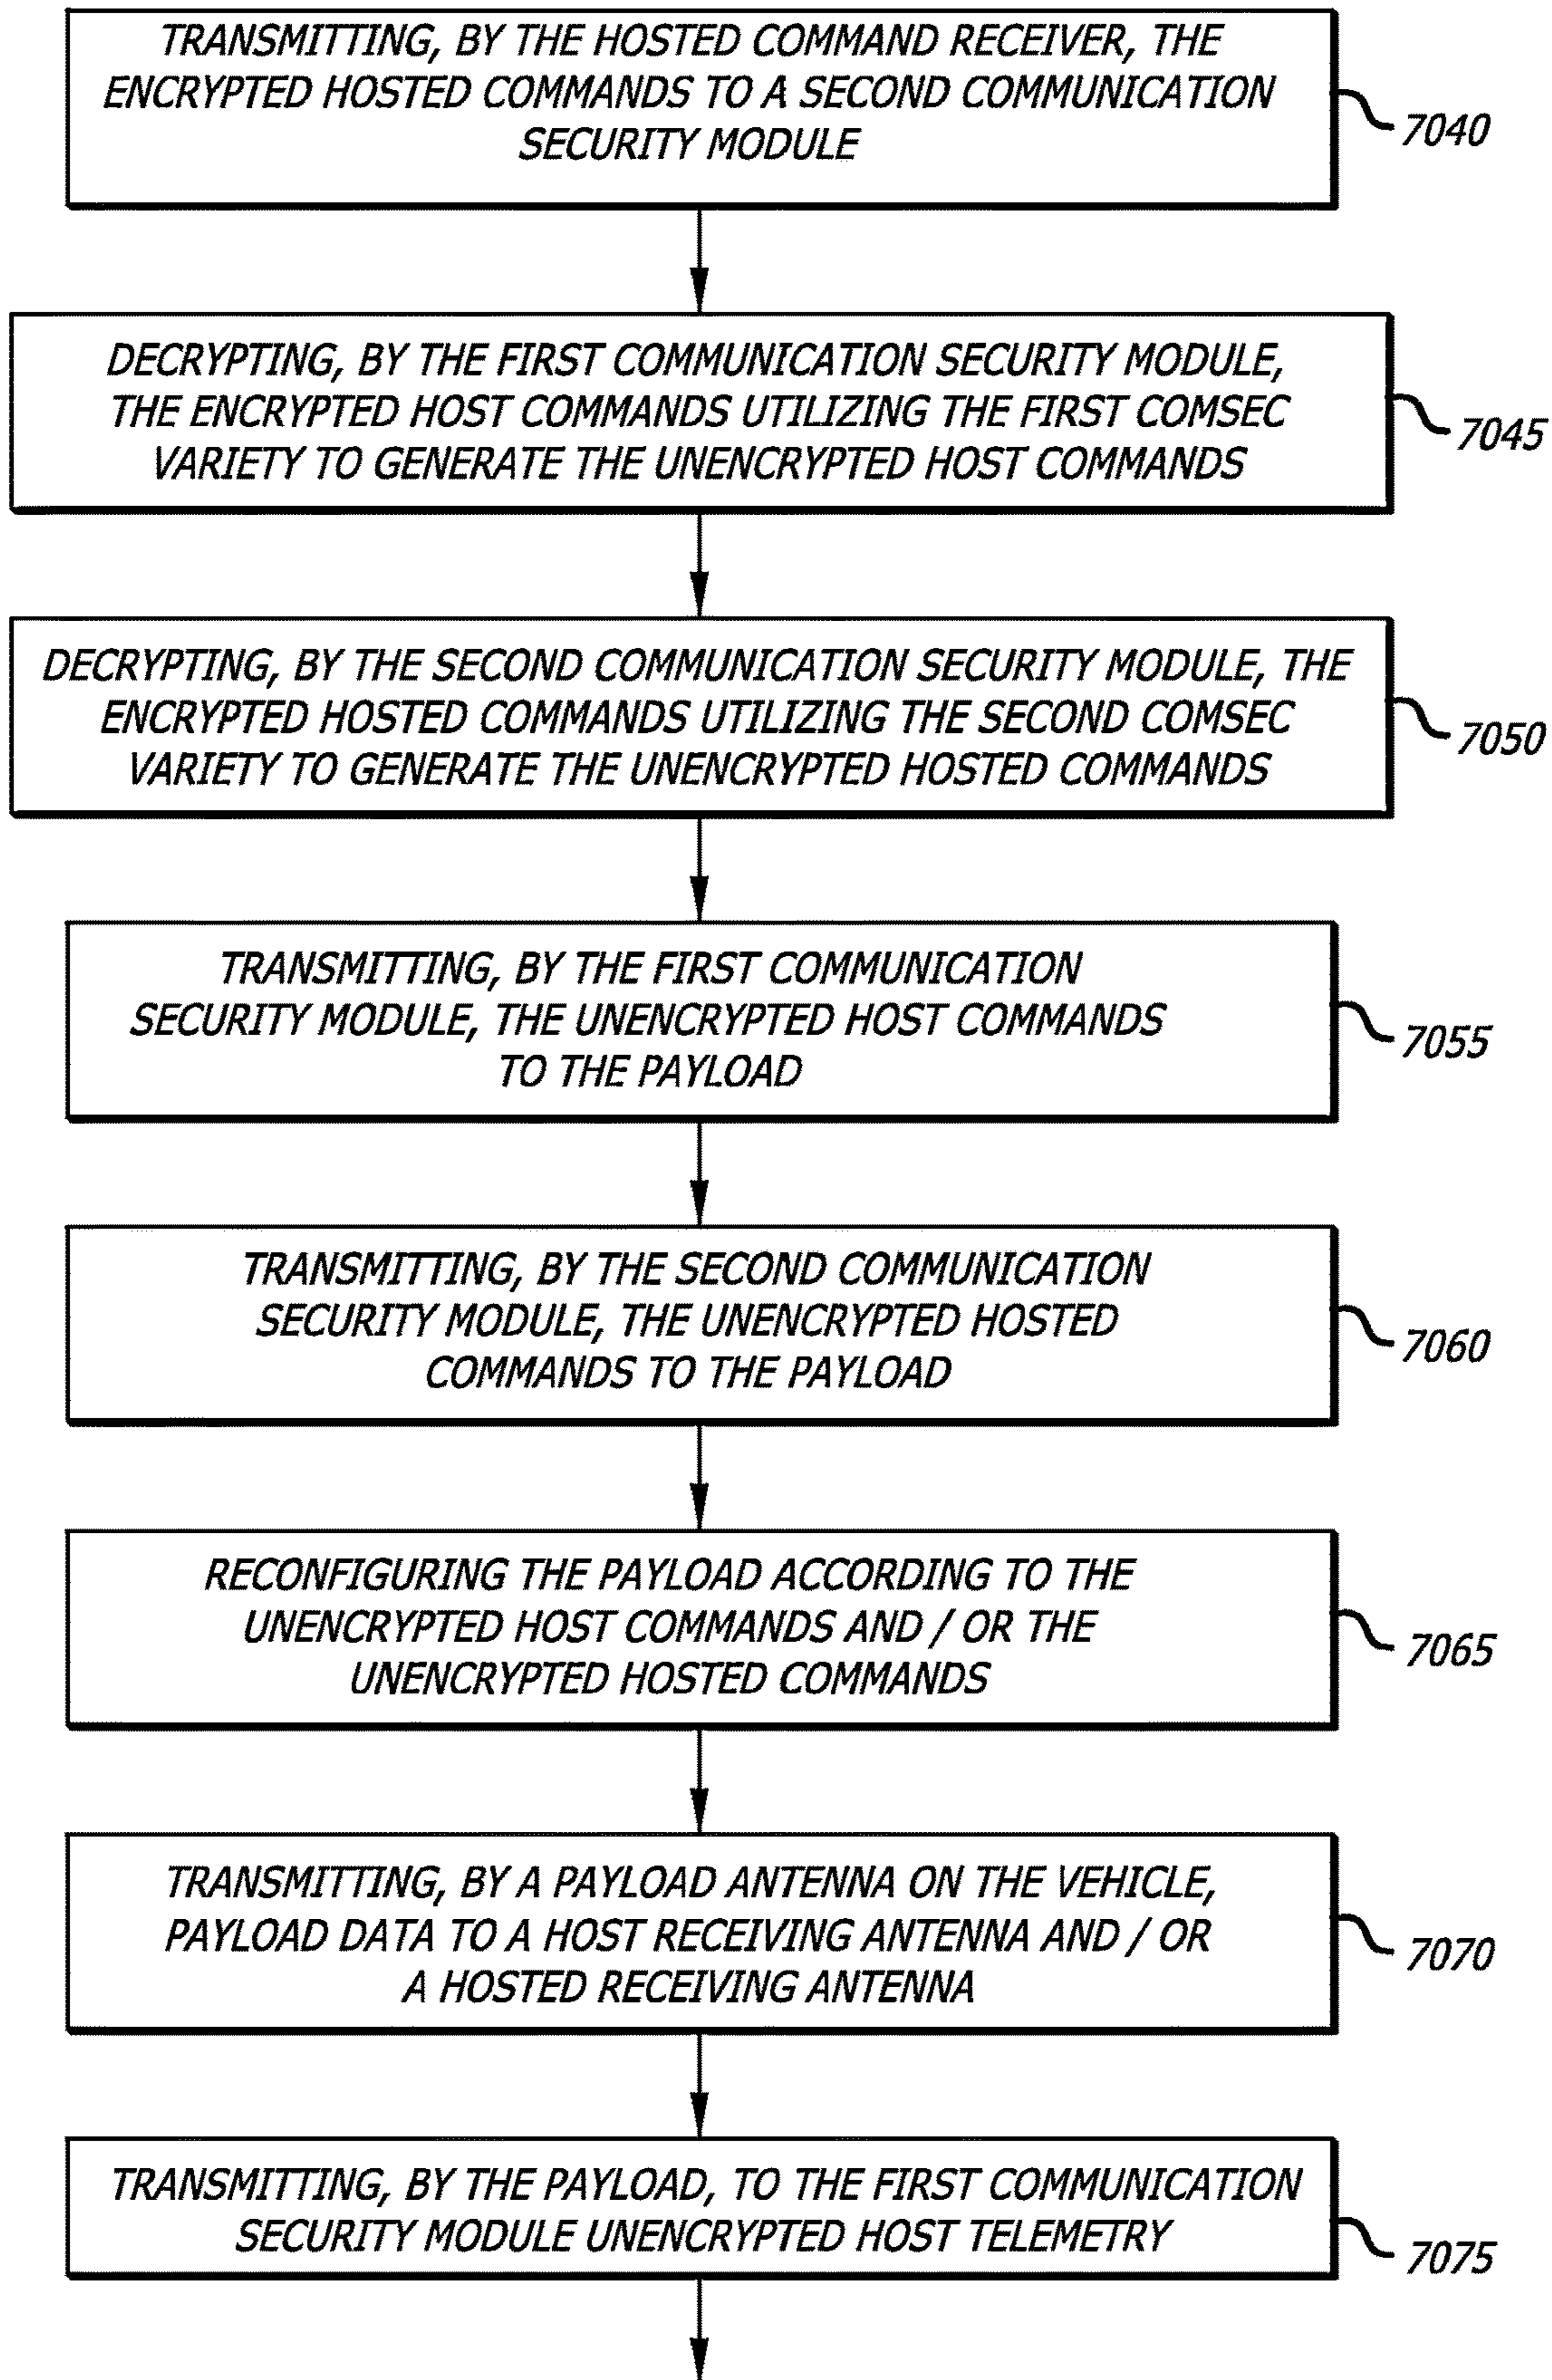 TRANSMITTING, BY THE HOSTED COMMAND RECEIVER, THE
ENCRYPTED HOSTED COMMANDS TO A SECOND COMMUNICATION
SECURITY MODULE
7040
DECRYPTING, BY THE FIRST COMMUNICATION SECURITY MODULE,
THE ENCRYPTED HOST COMMANDS UTILIZING THE FIRST COMSEC
VARIETY TO GENERATE THE UNENCRYPTED HOST COMMANDS
7045
DECRYPTING, BY THE SECOND COMMUNICATION SECURITY MODULE, THE
ENCRYPTED HOSTED COMMANDS UTILIZING THE SECOND COMSEC
VARIETY TO GENERATE THE UNENCRYPTED HOSTED COMMANDS
7050
TRANSMITTING, BY THE FIRST COMMUNICATION
SECURITY MODULE, THE UNENCRYPTED HOST COMMANDS
TO THE PAYLOAD
7055
TRANSMITTING, BY THE SECOND COMMUNICATION
SECURITY MODULE, THE UNENCRYPTED HOSTED
COMMANDS TO THE PAYLOAD
7060
RECONFIGURING THE PAYLOAD ACCORDING TO THE
UNENCRYPTED HOST COMMANDS AND / OR THE
UNENCRYPTED HOSTED COMMANDS
7065
TRANSMITTING, BY A PAYLOAD ANTENNA ON THE VEHICLE,
PAYLOAD DATA TO A HOST RECEIVING ANTENNA AND / OR
A HOSTED RECEIVING ANTENNA
7070
TRANSMITTING, BY THE PAYLOAD, TO THE FIRST COMMUNICATION
SECURITY MODULE UNENCRYPTED HOST TELEMETRY
7075